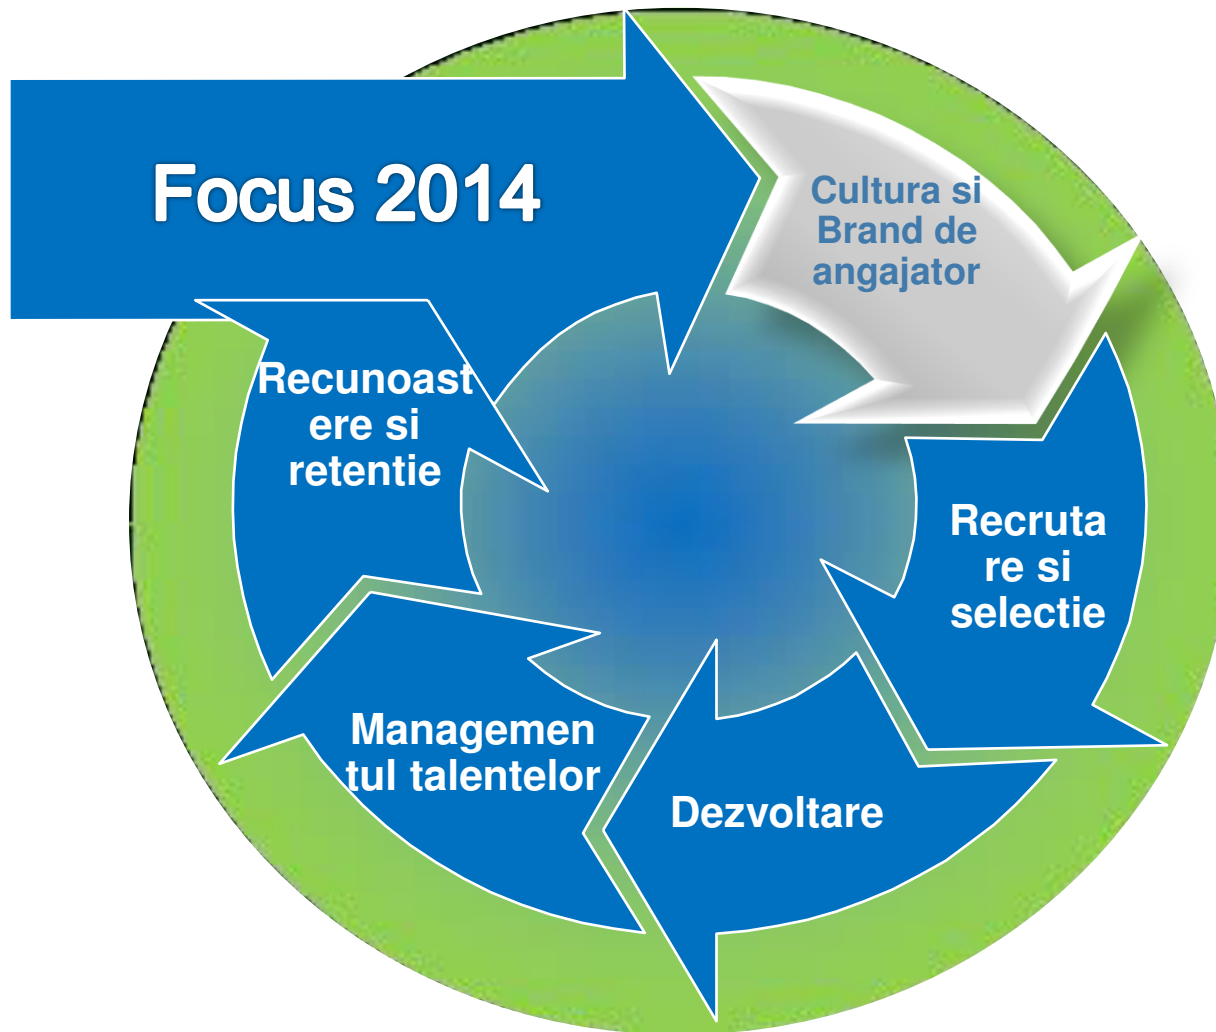 Focus 2014
Cultura si
Brand de
angajator
Recruta
re si
selectie
Dezvoltare
Managemen
tul talentelor
Recunoast
ere si
retentie